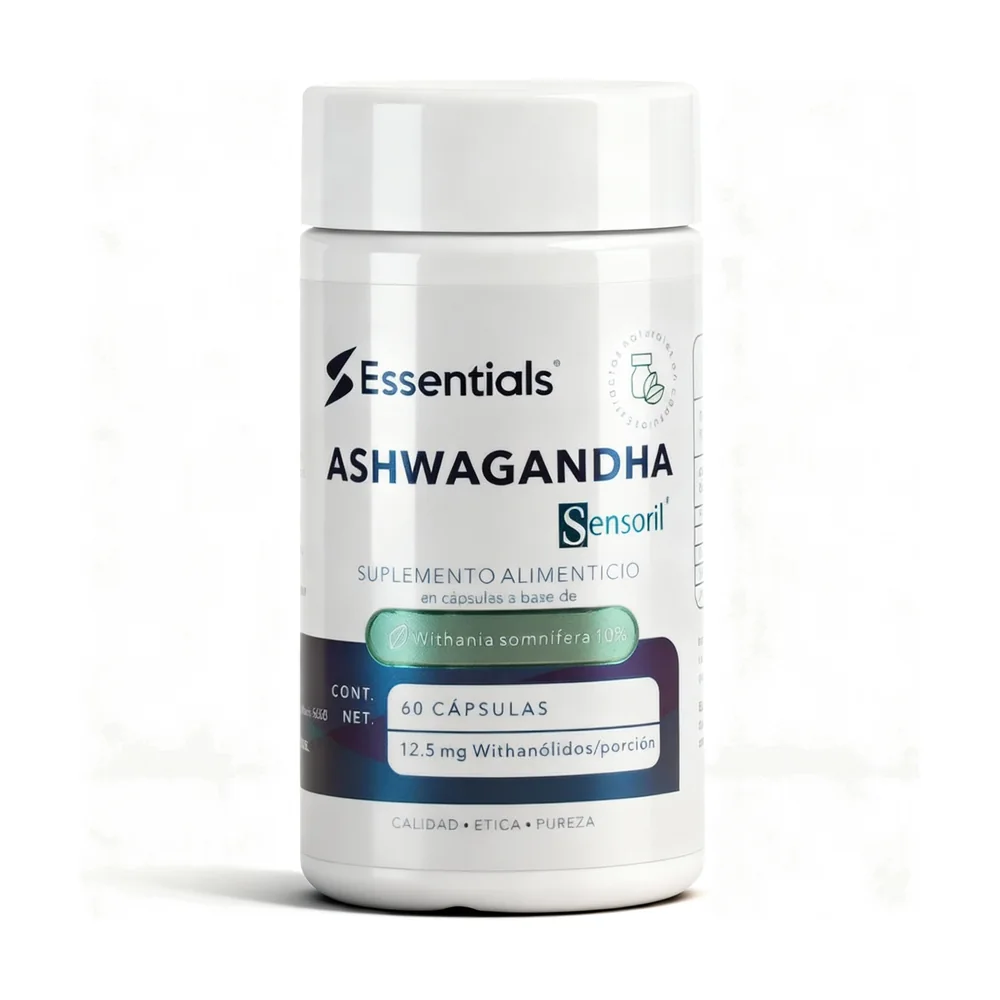 Essentials®
ASHWAGANDHA
Sensoril®
SUPLEMENTO ALIMENTICIO
en cápsulas a base de
Withania somnífera 10%
CONT. NET.
60 CÁPSULAS
12.5 mg Withanólidos/porción
CALIDAD • ETICA • PUREZA